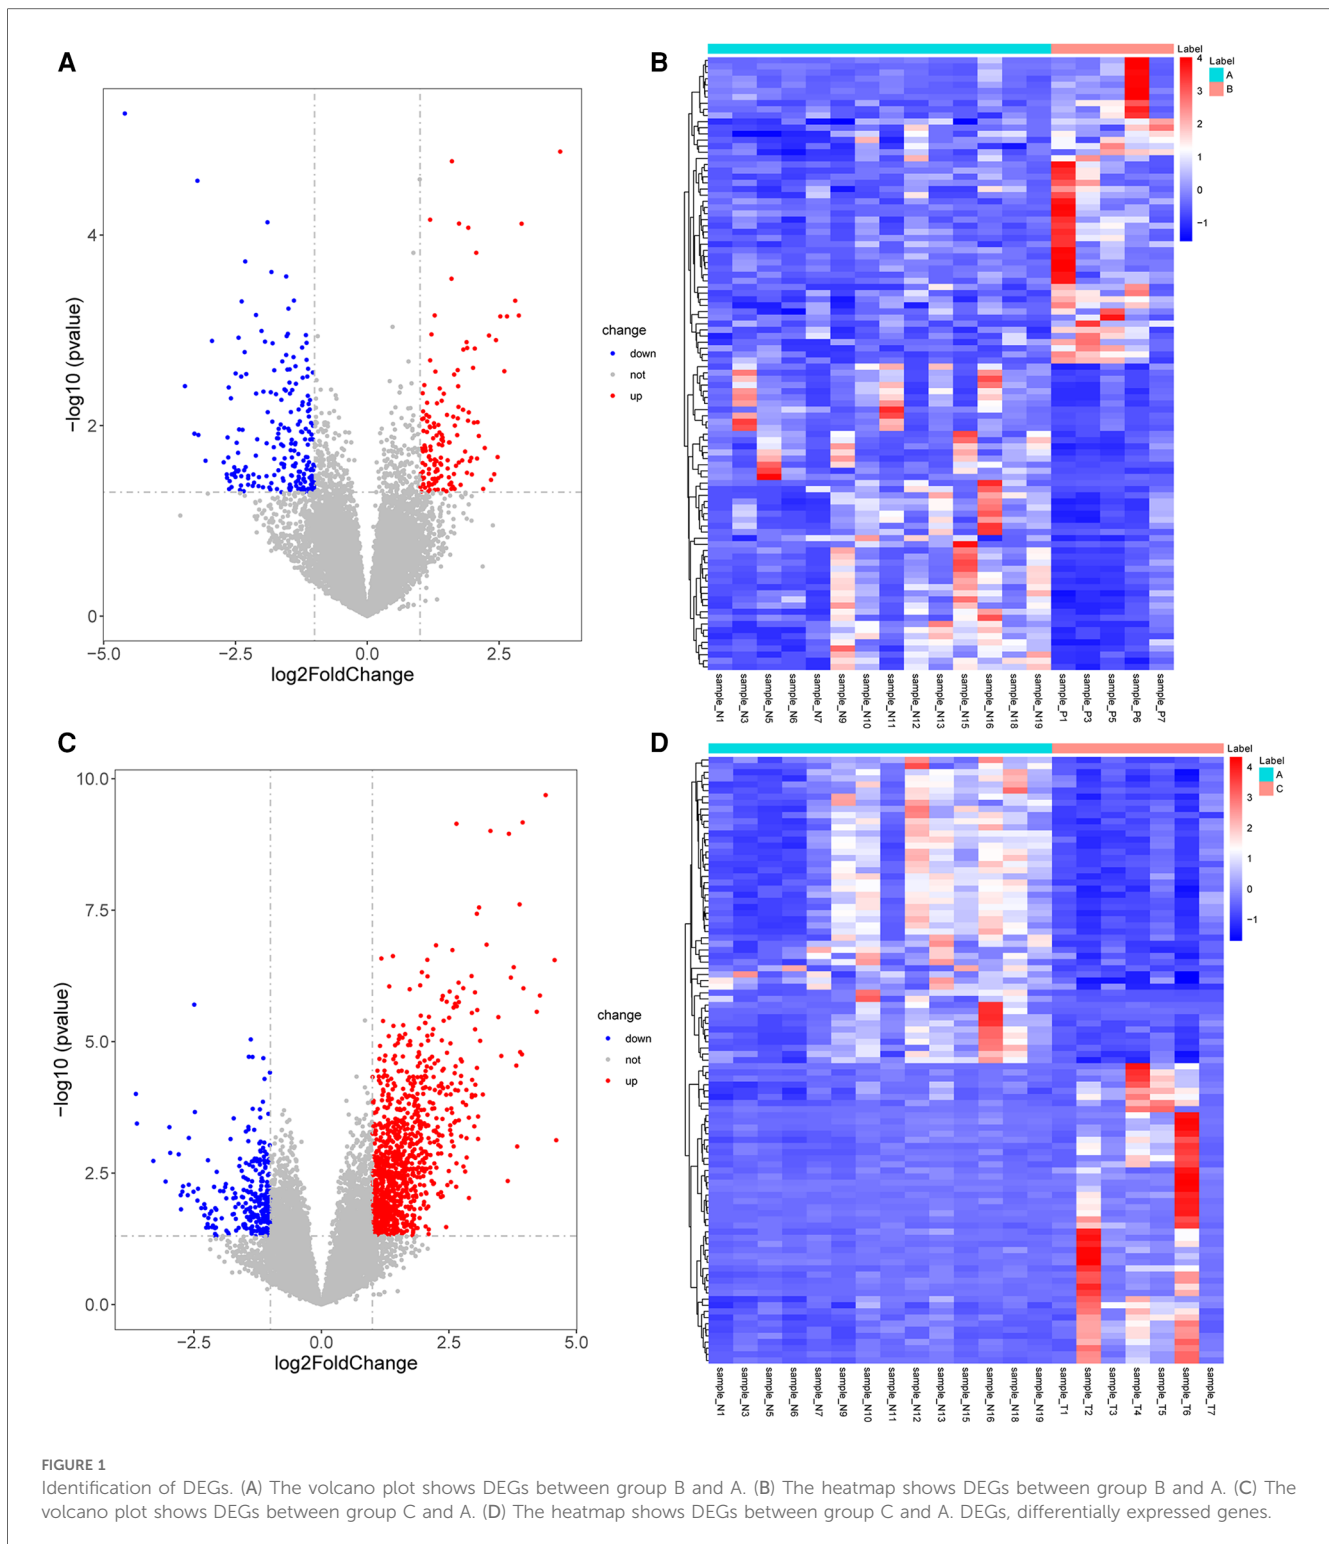 A
−log10 (pvalue)
4
2
0
−5.0
−2.5
0.0
2.5
log2FoldChange
change
down
not
up
B
Label
4
3
2
1
0
−1
Label
A
B
sample_N1
sample_N3
sample_N5
sample_N6
sample_N7
sample_N9
sample_N10
sample_N11
sample_N12
sample_N13
sample_N15
sample_N16
sample_N18
sample_N19
sample_P1
sample_P3
sample_P5
sample_P6
sample_P7
C
−log10 (pvalue)
10.0
7.5
5.0
2.5
0.0
−2.5
0.0
2.5
5.0
log2FoldChange
change
down
not
up
D
Label
4
3
2
1
0
−1
Label
A
C
sample_N1
sample_N3
sample_N5
sample_N6
sample_N7
sample_N9
sample_N10
sample_N11
sample_N12
sample_N13
sample_N15
sample_N16
sample_N18
sample_N19
sample_T1
sample_T2
sample_T3
sample_T4
sample_T5
sample_T6
sample_T7
FIGURE 1
Identification of DEGs. (A) The volcano plot shows DEGs between group B and A. (B) The heatmap shows DEGs between group B and A. (C) The
volcano plot shows DEGs between group C and A. (D) The heatmap shows DEGs between group C and A. DEGs, differentially expressed genes.